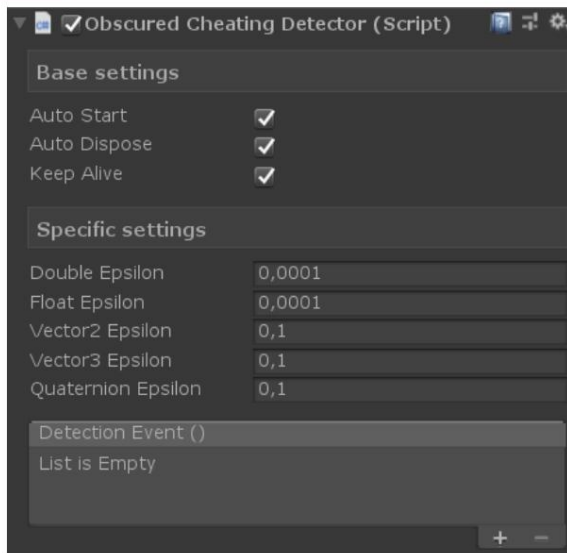 Obscured Cheating Detector (Script)
Base settings
Auto Start
Auto Dispose
Keep Alive
Specific settings
Double Epsilon 0,0001
Float Epsilon 0,0001
Vector2 Epsilon 0,1
Vector3 Epsilon 0,1
Quaternion Epsilon 0,1
Detection Event ()
List is Empty
+ −